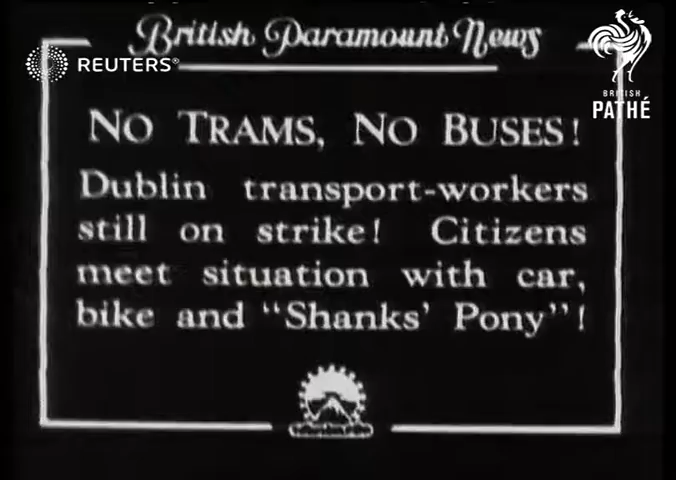 British Paramount News
REUTERS
BRITISH
PATHÉ
NO TRAMS, NO BUSES!
Dublin transport-workers
still on strike! Citizens
meet situation with car,
bike and "Shanks' Pony"!